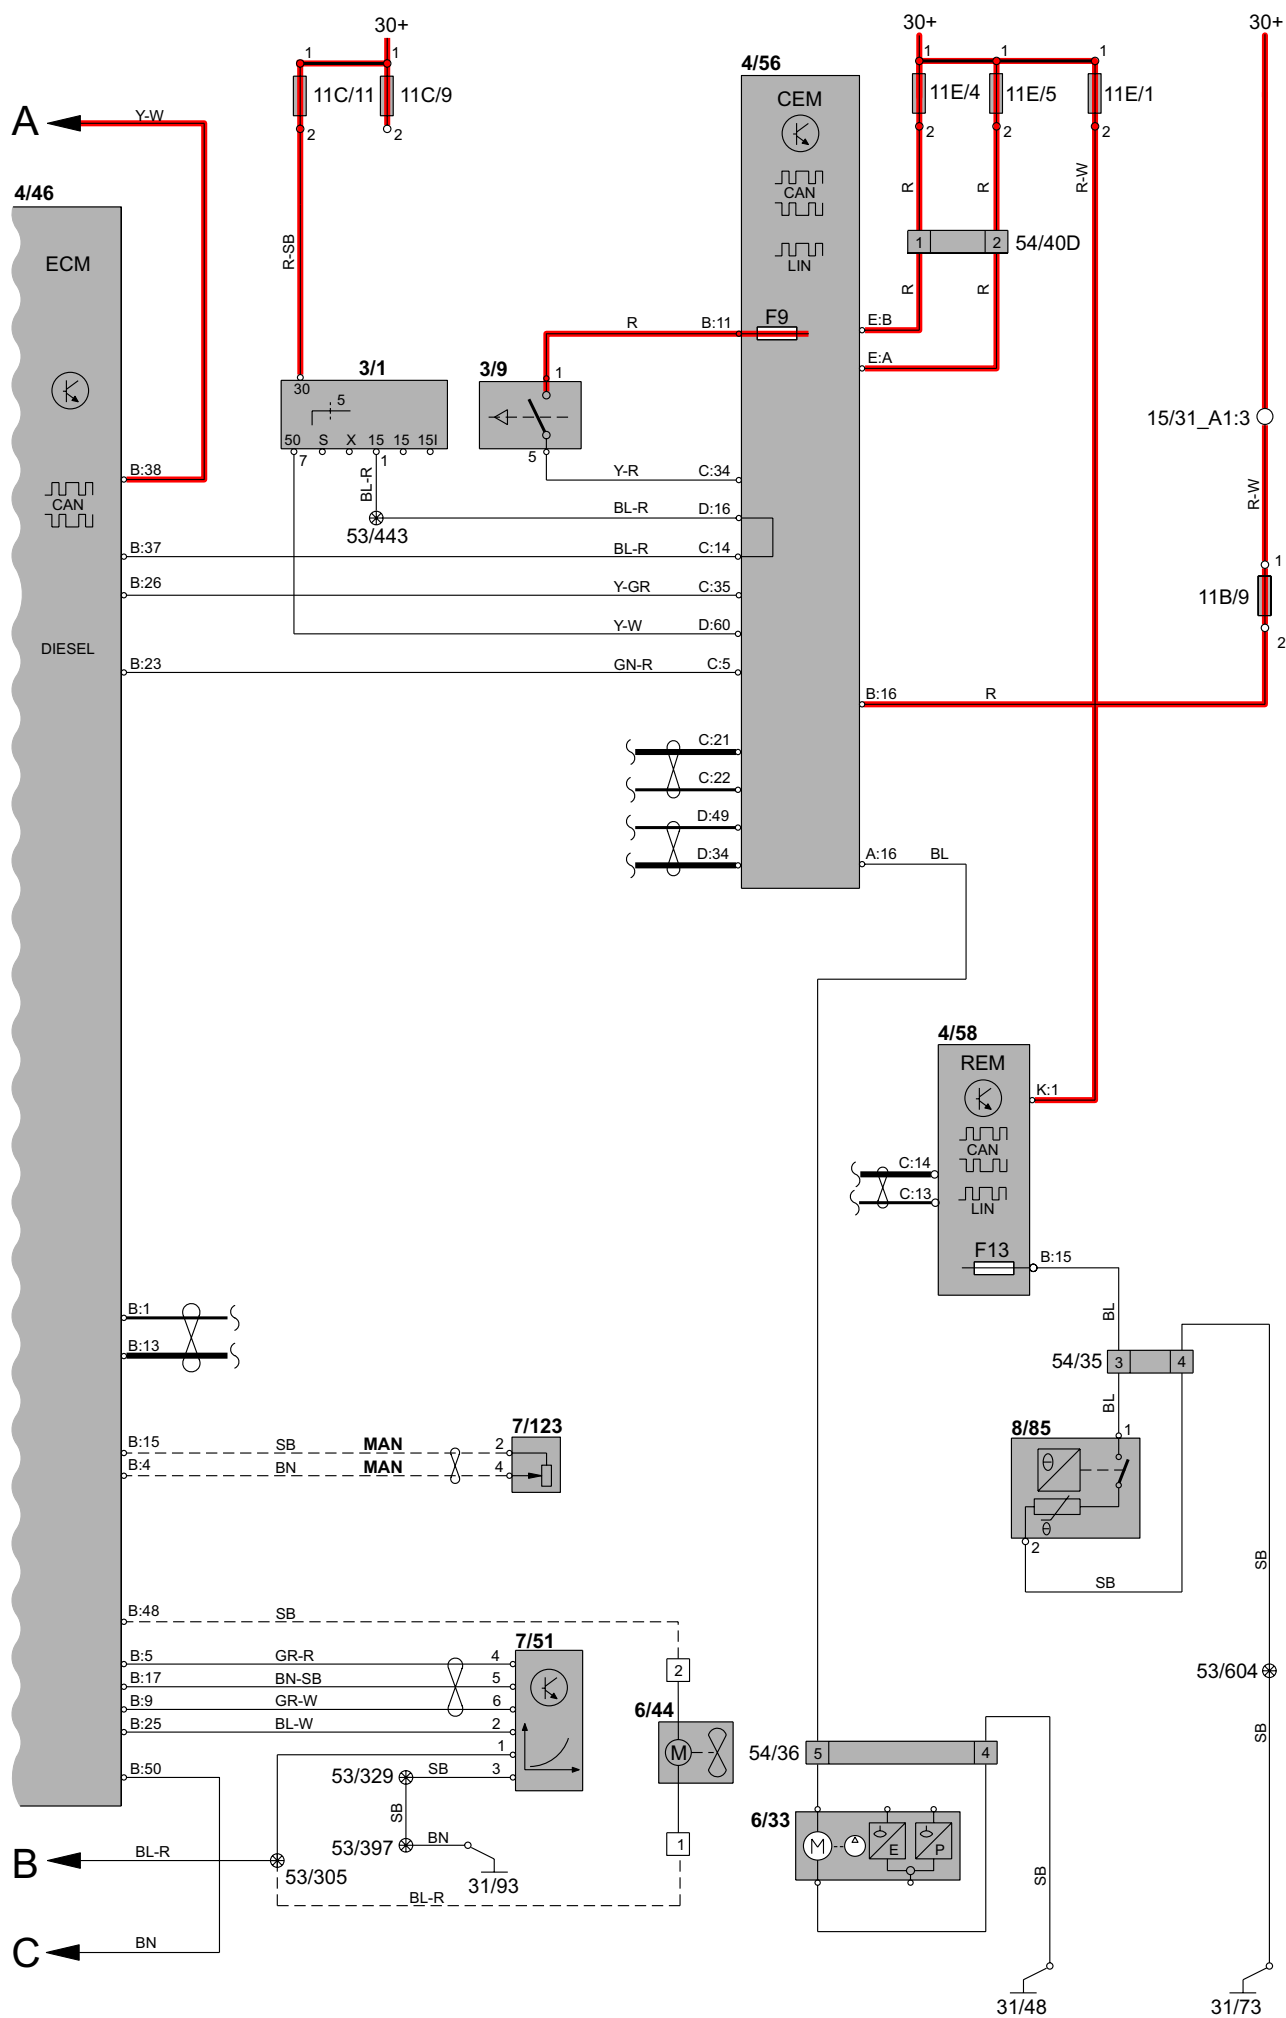 30+
30+
30+
1
1
1
1
1
4/56
CEM
CAN
LIN
11C/11
11C/9
2
2
11E/4
11E/5
11E/1
2
2
2
A
Y-W
4/46
ECM
CAN
DIESEL
R
R
R-W
1
2
54/40D
R
R
R-SB
R
B:11
F9
E:B
E:A
3/1
30
5
50
S
X
15
15
15I
7
1
BL-R
53/443
3/9
1
5
15/31_A1:3
R-W
1
11B/9
2
B:38
Y-R
C:34
BL-R
D:16
B:37
BL-R
C:14
B:26
Y-GR
C:35
Y-W
D:60
B:23
GN-R
C:5
B:16
R
C:21
C:22
D:49
D:34
A:16
BL
4/58
REM
CAN
LIN
K:1
C:14
C:13
F13
B:15
BL
54/35
3
4
BL
8/85
1
θ
θ
2
SB
SB
B:1
B:13
7/123
B:15
SB
MAN
2
B:4
BN
MAN
4
B:48
SB
7/51
B:5
GR-R
4
B:17
BN-SB
5
B:9
GR-W
6
B:25
BL-W
2
1
B:50
53/329
SB
3
SB
53/397
BN
31/93
2
6/44
M
1
53/604
SB
54/36
5
4
6/33
M
E
P
SB
B
BL-R
53/305
BL-R
C
BN
31/48
31/73